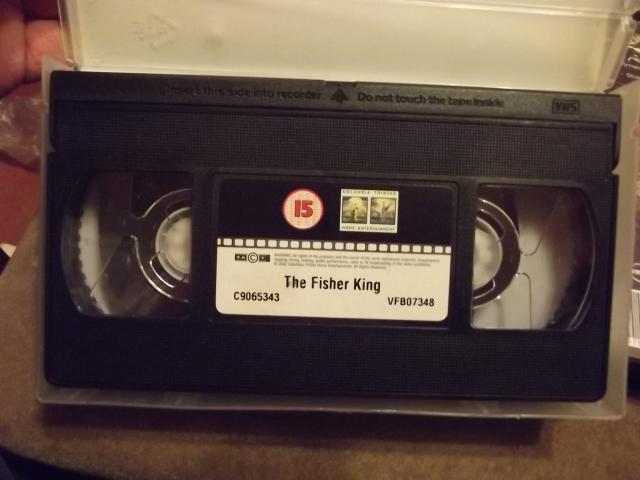 Insert this side into recorder Do not touch the tape inside VHS
15
COLUMBIA TRISTAR
HOME ENTERTAINMENT
The Fisher King
C9065343 VFB07348